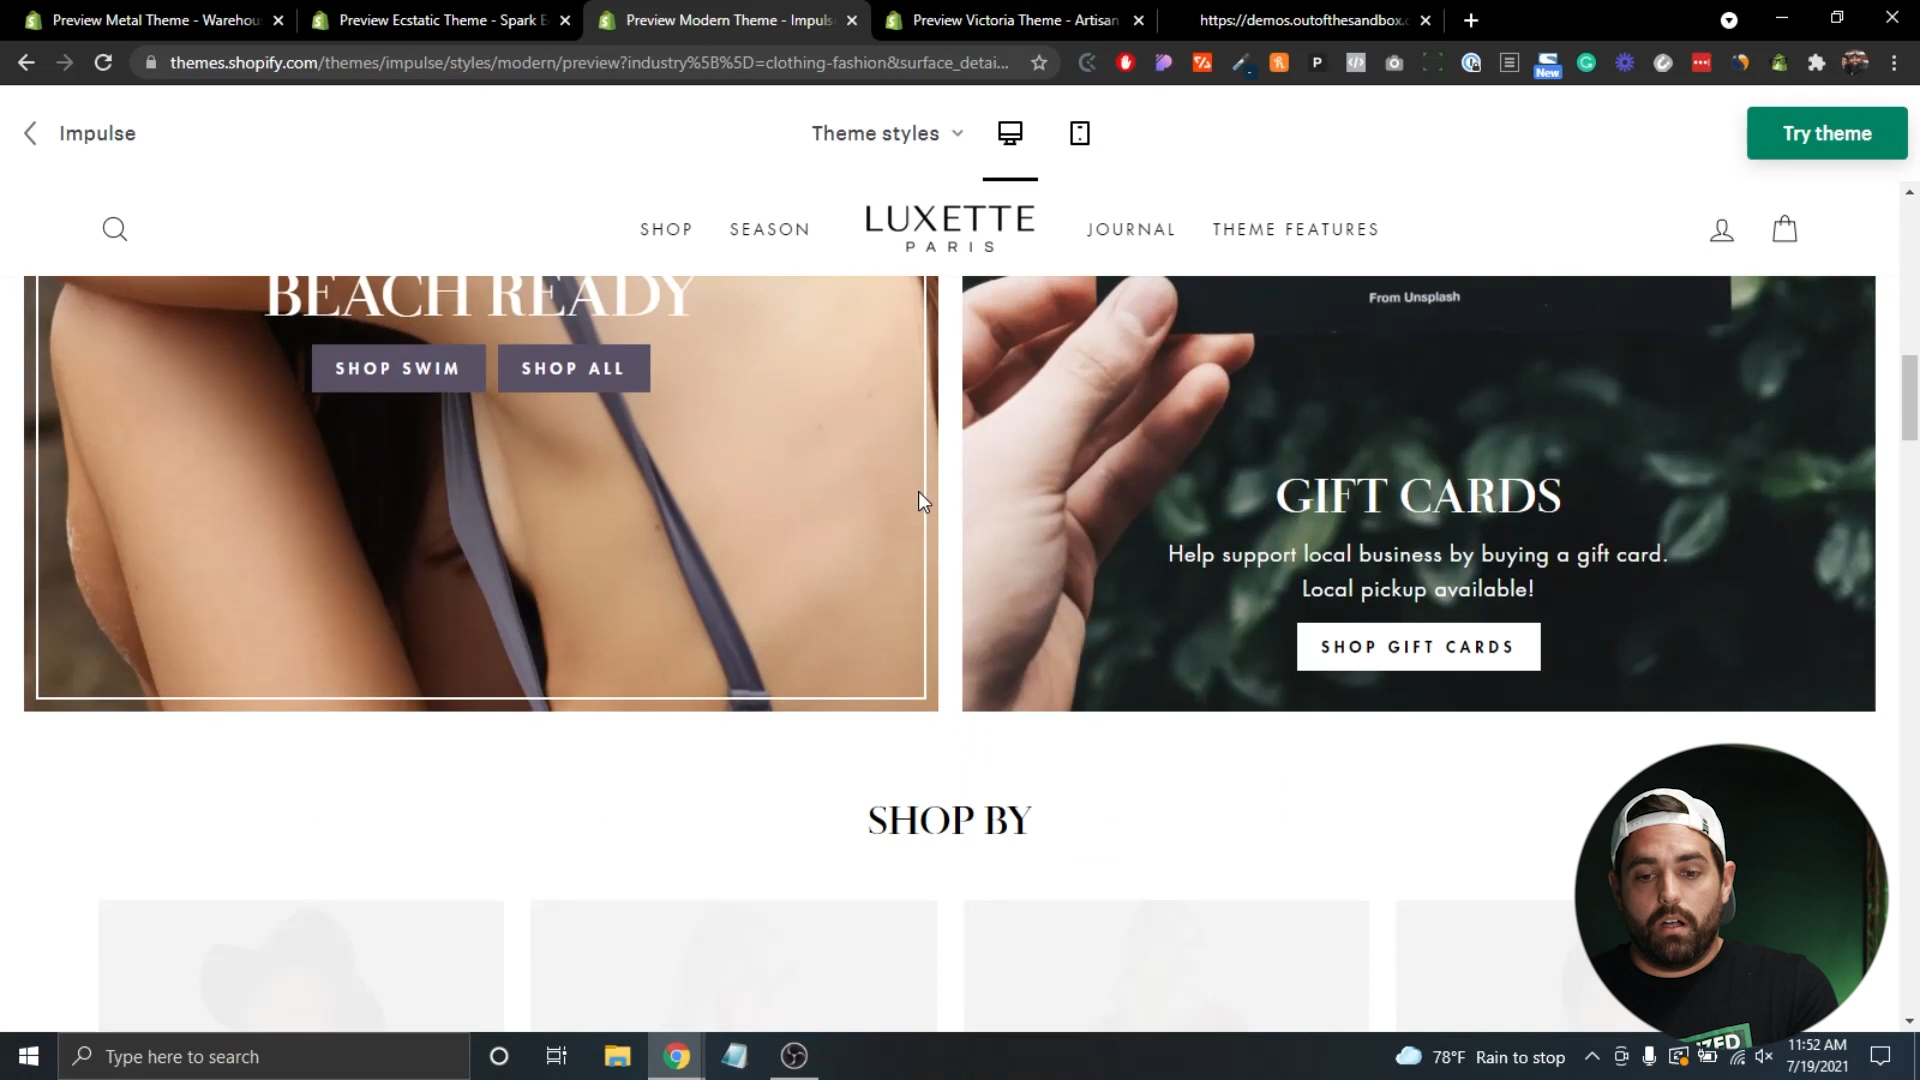 Preview Metal Theme - Warehou
Preview Ecstatic Theme - Spark E
Preview Modern Theme - Impuls
Preview Victoria Theme - Artisan
https://demos.outofthesandbox.c
themes.shopify.com/themes/impulse/styles/modern/preview?industry%5B%5D=clothing-fashion&surface_detai...
New
Impulse
Theme styles
Try theme
SHOP
SEASON
LUXETTE
PARIS
JOURNAL
THEME FEATURES
BEACH READY
SHOP SWIM
SHOP ALL
From Unsplash
GIFT CARDS
Help support local business by buying a gift card.
Local pickup available!
SHOP GIFT CARDS
SHOP BY
Type here to search
78°F Rain to stop
11:52 AM
7/19/2021